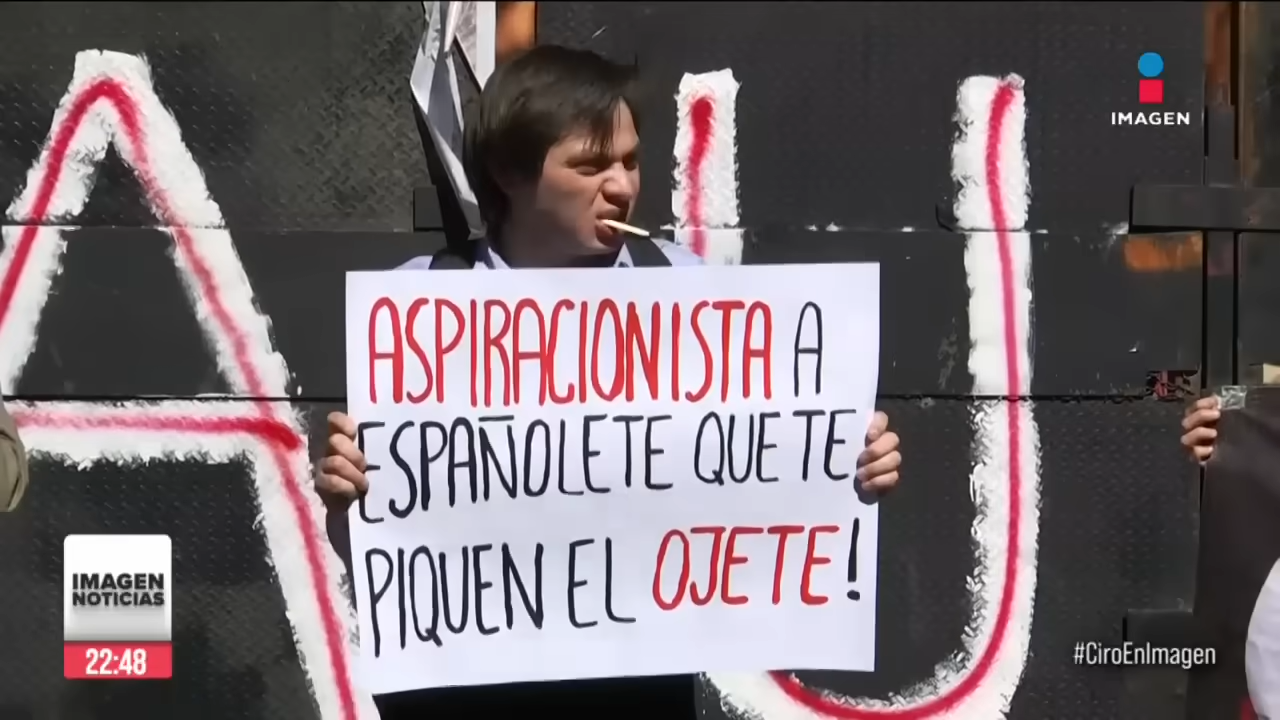 A I U
IMAGEN
ASPIRACIONISTA A
ESPAÑOLETE QUE TE
PIQUEN EL OJETE!
IMAGEN
NOTICIAS
22:48
#CiroEnImagen